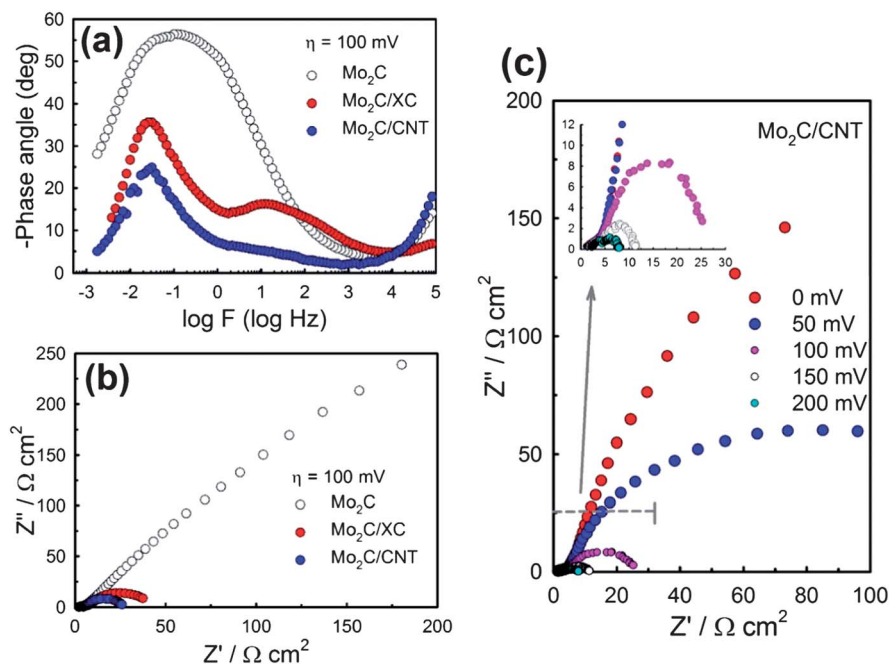 (a)
η = 100 mV
Mo₂C
Mo₂C/XC
Mo₂C/CNT
-Phase angle (deg)
60
50
40
30
20
10
0
-3 -2 -1 0 1 2 3 4 5
log F (log Hz)
(b)
η = 100 mV
Mo₂C
Mo₂C/XC
Mo₂C/CNT
Z" / Ω cm²
250
200
150
100
50
0
0 50 100 150 200
Z' / Ω cm²
(c)
Mo₂C/CNT
Z" / Ω cm²
200
150
100
50
0
12
10
8
6
4
2
0
0 5 10 15 20 25 30
0 mV
50 mV
100 mV
150 mV
200 mV
0 20 40 60 80 100
Z' / Ω cm²